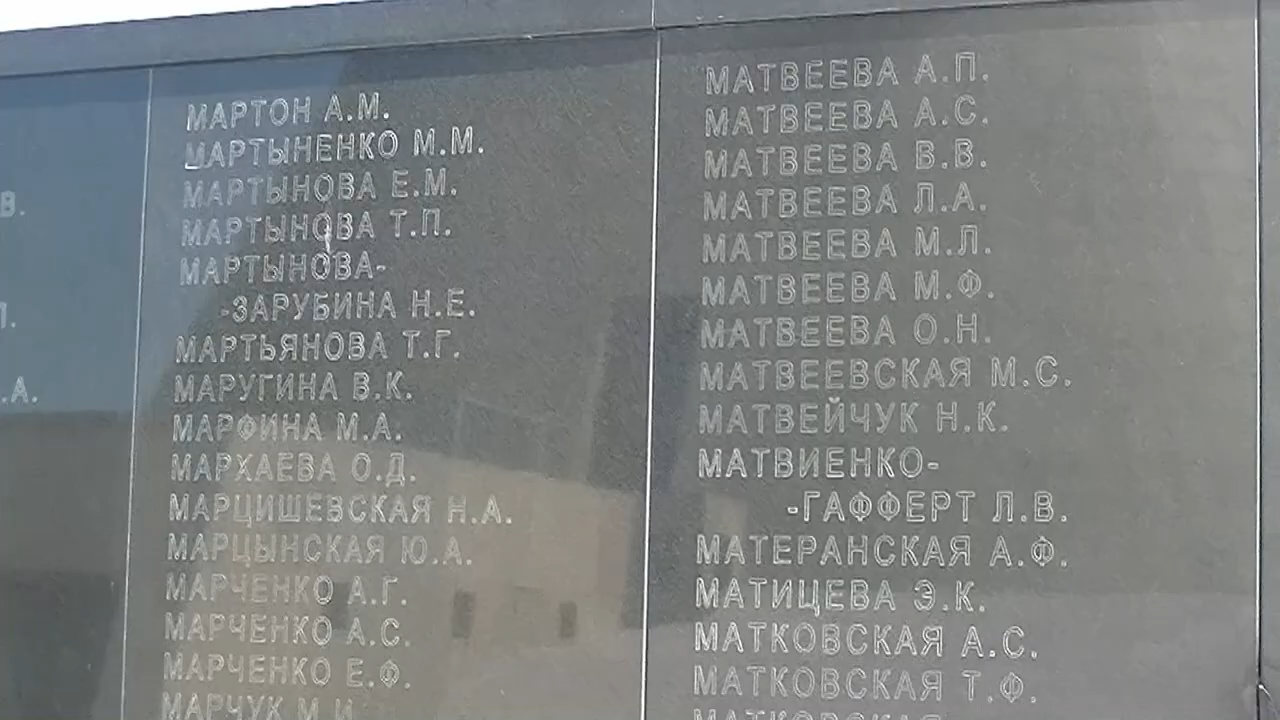 В.
.А.
МАРТОН А.М.
МАРТЫНЕНКО М.М.
МАРТЫНОВА Е.М.
МАРТЫНОВА Т.П.
МАРТЫНОВА-
-ЗАРУБИНА Н.Е.
МАРТЬЯНОВА Т.Г.
МАРУГИНА В.К.
МАРФИНА М.А.
МАРХАЕВА О.Д.
МАРЦИШЕВСКАЯ Н.А.
МАРЦЫНСКАЯ Ю.А.
МАРЧЕНКО А.Г.
МАРЧЕНКО А.С.
МАРЧЕНКО Е.Ф.
МАРЧУК М.И
МАТВЕЕВА А.П.
МАТВЕЕВА А.С.
МАТВЕЕВА В.В.
МАТВЕЕВА Л.А.
МАТВЕЕВА М.Л.
МАТВЕЕВА М.Ф.
МАТВЕЕВА О.Н.
МАТВЕЕВСКАЯ М.С.
МАТВЕЙЧУК Н.К.
МАТВИЕНКО-
-ГАФФЕРТ Л.В.
МАТЕРАНСКАЯ А.Ф.
МАТИЦЕВА Э.К.
МАТКОВСКАЯ А.С.
МАТКОВСКАЯ Т.Ф.